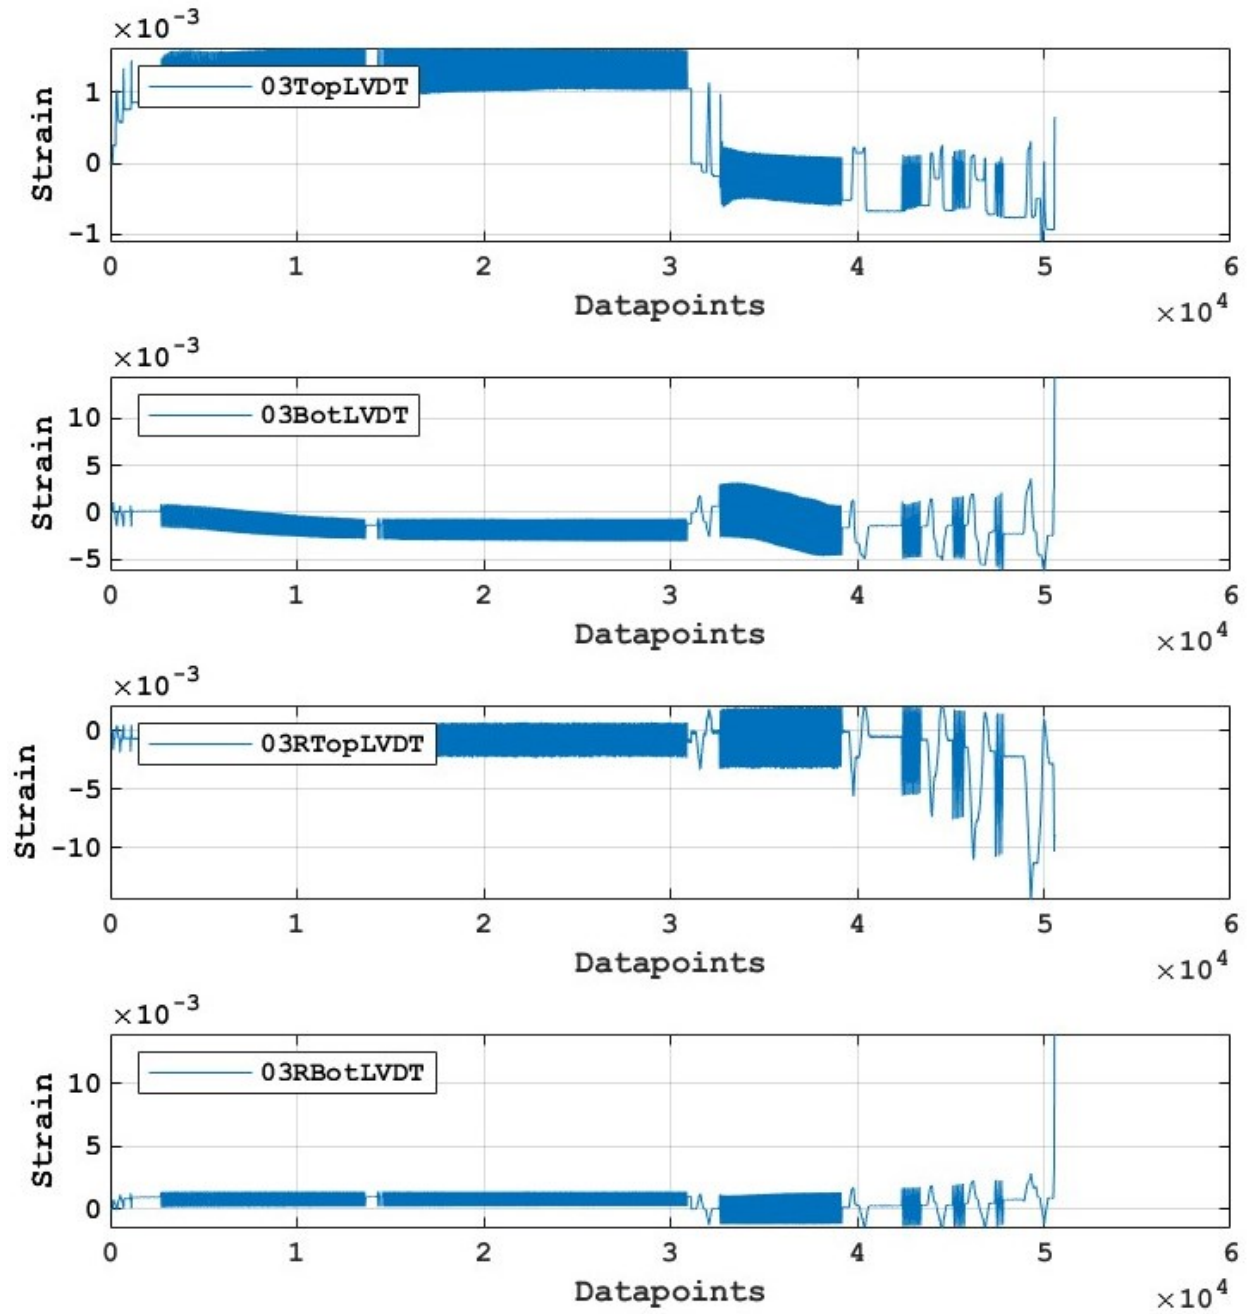 ×10-3
1
0
-1
Strain
03TopLVDT
0 1 2 3 4 5 6
Datapoints
×104
×10-3
10
5
0
-5
Strain
03BotLVDT
0 1 2 3 4 5 6
Datapoints
×104
×10-3
0
-5
-10
Strain
03RTopLVDT
0 1 2 3 4 5 6
Datapoints
×104
×10-3
10
5
0
Strain
03RBotLVDT
0 1 2 3 4 5 6
Datapoints
×104